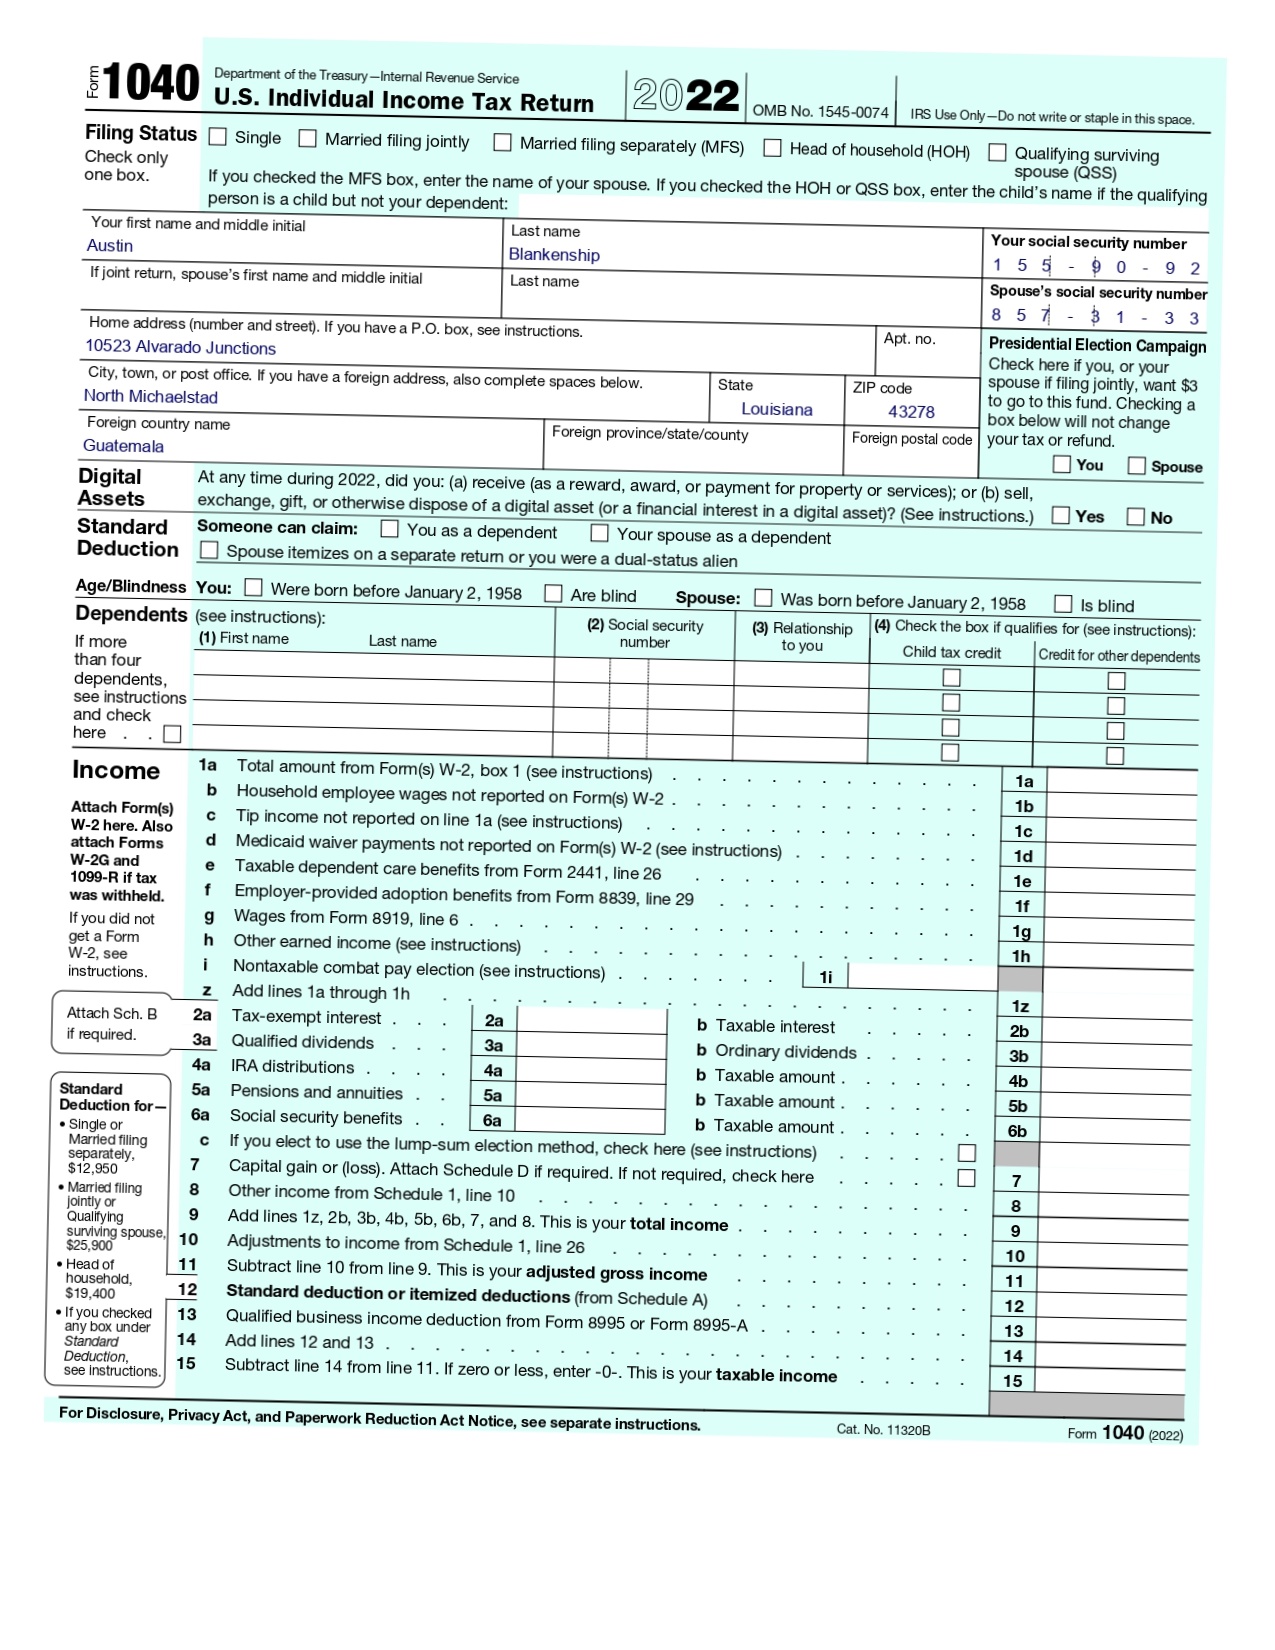 Form 1040 Department of the Treasury—Internal Revenue Service
U.S. Individual Income Tax Return 2022 OMB No. 1545-0074 IRS Use Only—Do not write or staple in this space.
Filing Status Single Married filing jointly Married filing separately (MFS) Head of household (HOH) Qualifying surviving spouse (QSS)
Check only one box.
If you checked the MFS box, enter the name of your spouse. If you checked the HOH or QSS box, enter the child's name if the qualifying
person is a child but not your dependent:
Your first name and middle initial Last name Your social security number
Austin Blankenship 155-90-92
If joint return, spouse's first name and middle initial Last name Spouse's social security number
857-31-33
Home address (number and street). If you have a P.O. box, see instructions. Apt. no.
10523 Alvarado Junctions
City, town, or post office. If you have a foreign address, also complete spaces below. State ZIP code
North Michaelstad Louisiana 43278
Foreign country name Foreign province/state/county Foreign postal code
Guatemala
Presidential Election Campaign
Check here if you, or your
spouse if filing jointly, want $3
to go to this fund. Checking a
box below will not change
your tax or refund.
You Spouse
Digital Assets
At any time during 2022, did you: (a) receive (as a reward, award, or payment for property or services); or (b) sell,
exchange, gift, or otherwise dispose of a digital asset (or a financial interest in a digital asset)? (See instructions.) Yes No
Standard Deduction
Someone can claim: You as a dependent Your spouse as a dependent
Spouse itemizes on a separate return or you were a dual-status alien
Age/Blindness You: Were born before January 2, 1958 Are blind Spouse: Was born before January 2, 1958 Is blind
Dependents (see instructions):
(1) First name Last name (2) Social security number (3) Relationship to you (4) Check the box if qualifies for (see instructions):
Child tax credit Credit for other dependents
If more
than four
dependents,
see instructions
and check
here . .
Income
Attach Form(s)
W-2 here. Also
attach Forms
W-2G and
1099-R if tax
was withheld.
If you did not
get a Form
W-2, see
instructions.
1a Total amount from Form(s) W-2, box 1 (see instructions) 1a
b Household employee wages not reported on Form(s) W-2 1b
c Tip income not reported on line 1a (see instructions) 1c
d Medicaid waiver payments not reported on Form(s) W-2 (see instructions) 1d
e Taxable dependent care benefits from Form 2441, line 26 1e
f Employer-provided adoption benefits from Form 8839, line 29 1f
g Wages from Form 8919, line 6 1g
h Other earned income (see instructions) 1h
i Nontaxable combat pay election (see instructions) 1i
z Add lines 1a through 1h 1z
Attach Sch. B
if required.
2a Tax-exempt interest 2a b Taxable interest 2b
3a Qualified dividends 3a b Ordinary dividends 3b
4a IRA distributions 4a b Taxable amount 4b
5a Pensions and annuities 5a b Taxable amount 5b
6a Social security benefits 6a b Taxable amount 6b
c If you elect to use the lump-sum election method, check here (see instructions)
7 Capital gain or (loss). Attach Schedule D if required. If not required, check here 7
8 Other income from Schedule 1, line 10 8
9 Add lines 1z, 2b, 3b, 4b, 5b, 6b, 7, and 8. This is your total income 9
10 Adjustments to income from Schedule 1, line 26 10
11 Subtract line 10 from line 9. This is your adjusted gross income 11
12 Standard deduction or itemized deductions (from Schedule A) 12
13 Qualified business income deduction from Form 8995 or Form 8995-A 13
14 Add lines 12 and 13 14
15 Subtract line 14 from line 11. If zero or less, enter -0-. This is your taxable income 15
Standard
Deduction for—
• Single or
Married filing
separately,
$12,950
• Married filing
jointly or
Qualifying
surviving spouse,
$25,900
• Head of
household,
$19,400
• If you checked
any box under
Standard
Deduction,
see instructions.
For Disclosure, Privacy Act, and Paperwork Reduction Act Notice, see separate instructions. Cat. No. 11320B Form 1040 (2022)